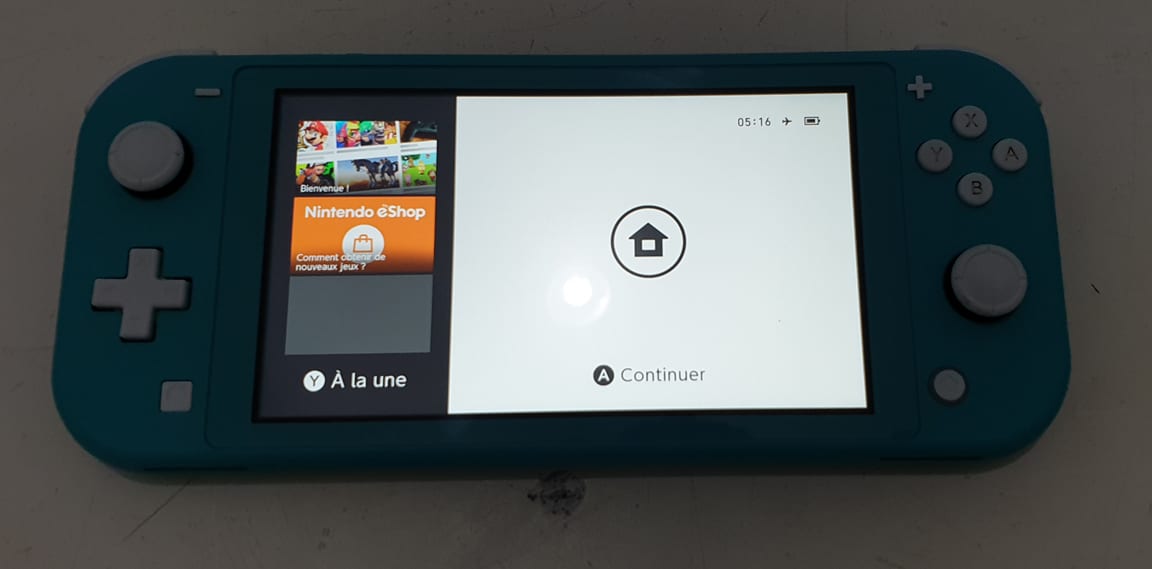 05:16
Bienvenue !
Nintendo eShop
Comment obtenir de
nouveaux jeux ?
Y À la une
A Continuer
X
Y
A
B